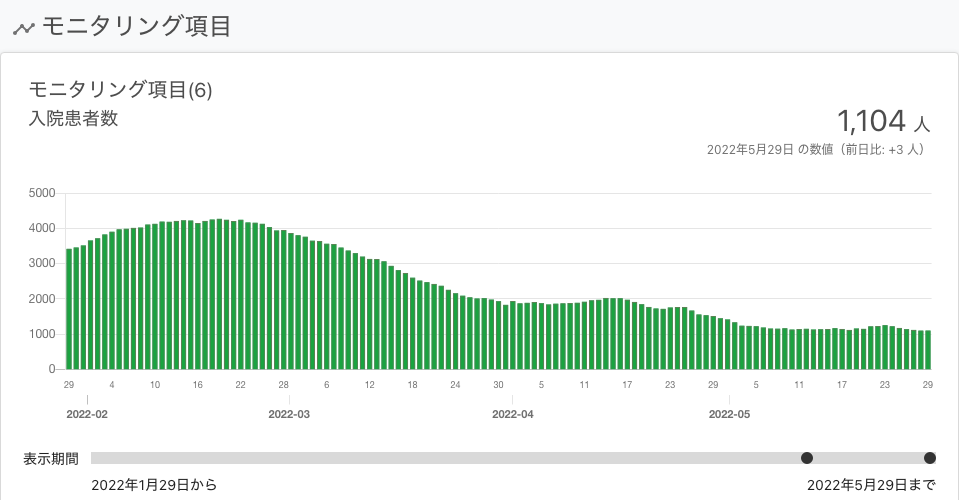 モニタリング項目
モニタリング項目(6)
入院患者数
1,104 人
2022年5月29日 の数値（前日比: +3 人）
5000
4000
3000
2000
1000
0
29 4 10 16 22 28 6 12 18 24 30 5 11 17 23 29 5 11 17 23 29
2022-02 2022-03 2022-04 2022-05
表示期間
2022年1月29日から 2022年5月29日まで